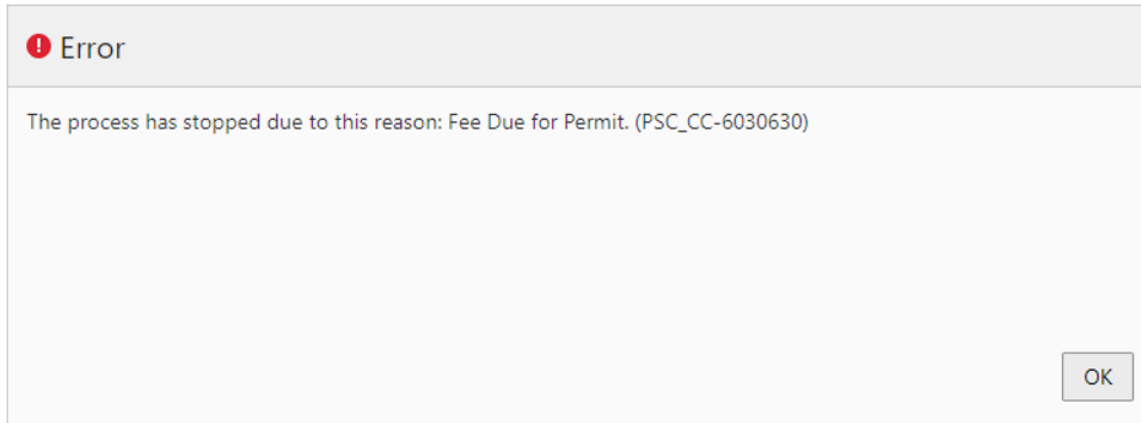 Error
The process has stopped due to this reason: Fee Due for Permit. (PSC_CC-6030630)
OK